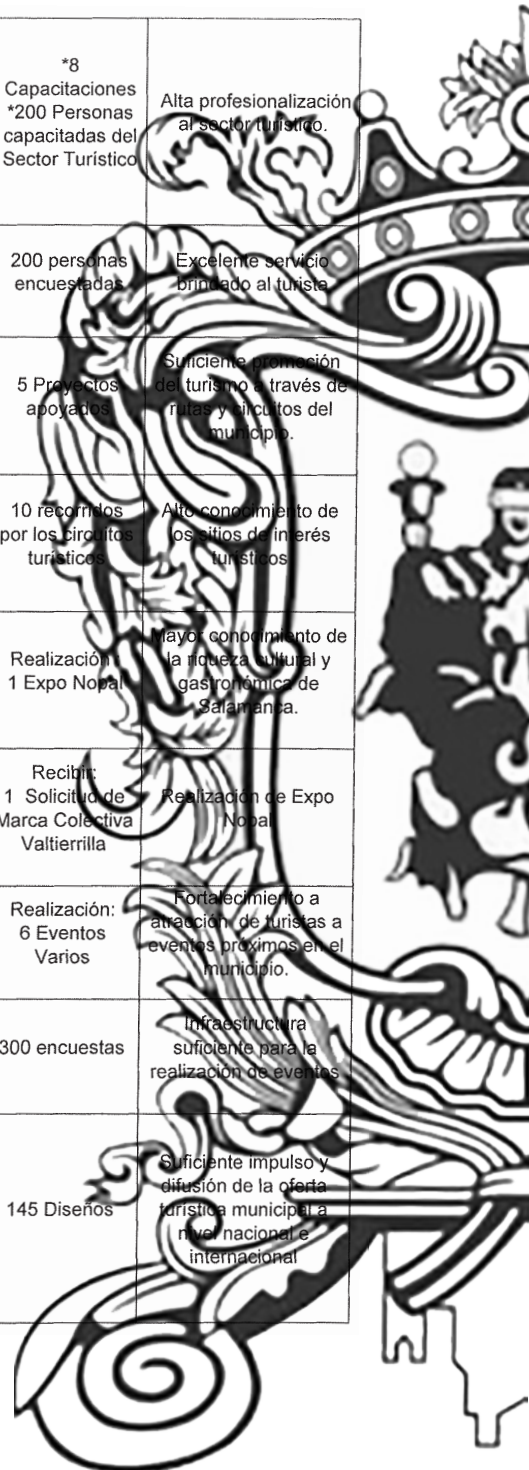 *8
Capacitaciones
*200 Personas
capacitadas del
Sector Turístico
Alta profesionalización
al sector turístico.
200 personas
encuestadas
Excelente servicio
brindado al turista
5 Proyectos
apoyados
Suficiente promoción
del turismo a través de
rutas y circuitos del
municipio.
10 recorridos
por los circuitos
turísticos
Alto conocimiento de
los sitios de interés
turísticos
Realización:
1 Expo Nopal
Mayor conocimiento de
la riqueza cultural y
gastronómica de
Salamanca.
Recibir:
1 Solicitud de
Marca Colectiva
Valtierrilla
Realización de Expo
Nopal
Realización:
6 Eventos
Varios
Fortalecimiento a
atracción de turistas a
eventos próximos en el
municipio.
300 encuestas
Infraestructura
suficiente para la
realización de eventos
145 Diseños
Suficiente impulso y
difusión de la oferta
turística municipal a
nivel nacional e
internacional